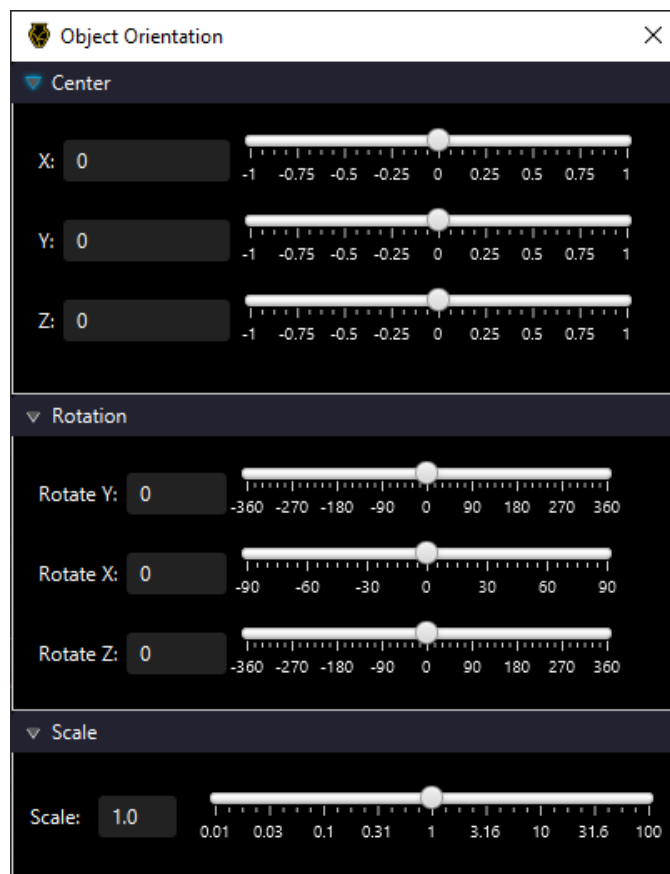 Object Orientation
Center
X: 0
-1 -0.75 -0.5 -0.25 0 0.25 0.5 0.75 1
Y: 0
-1 -0.75 -0.5 -0.25 0 0.25 0.5 0.75 1
Z: 0
-1 -0.75 -0.5 -0.25 0 0.25 0.5 0.75 1
Rotation
Rotate Y: 0
-360 -270 -180 -90 0 90 180 270 360
Rotate X: 0
-90 -60 -30 0 30 60 90
Rotate Z: 0
-360 -270 -180 -90 0 90 180 270 360
Scale
Scale: 1.0
0.01 0.03 0.1 0.31 1 3.16 10 31.6 100